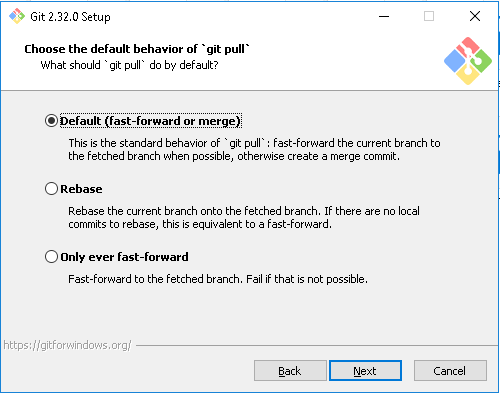 Git 2.32.0 Setup
Choose the default behavior of `git pull`
What should `git pull` do by default?
Default (fast-forward or merge)
This is the standard behavior of `git pull`: fast-forward the current branch to
the fetched branch when possible, otherwise create a merge commit.
Rebase
Rebase the current branch onto the fetched branch. If there are no local
commits to rebase, this is equivalent to a fast-forward.
Only ever fast-forward
Fast-forward to the fetched branch. Fail if that is not possible.
https://gitforwindows.org/
Back Next Cancel